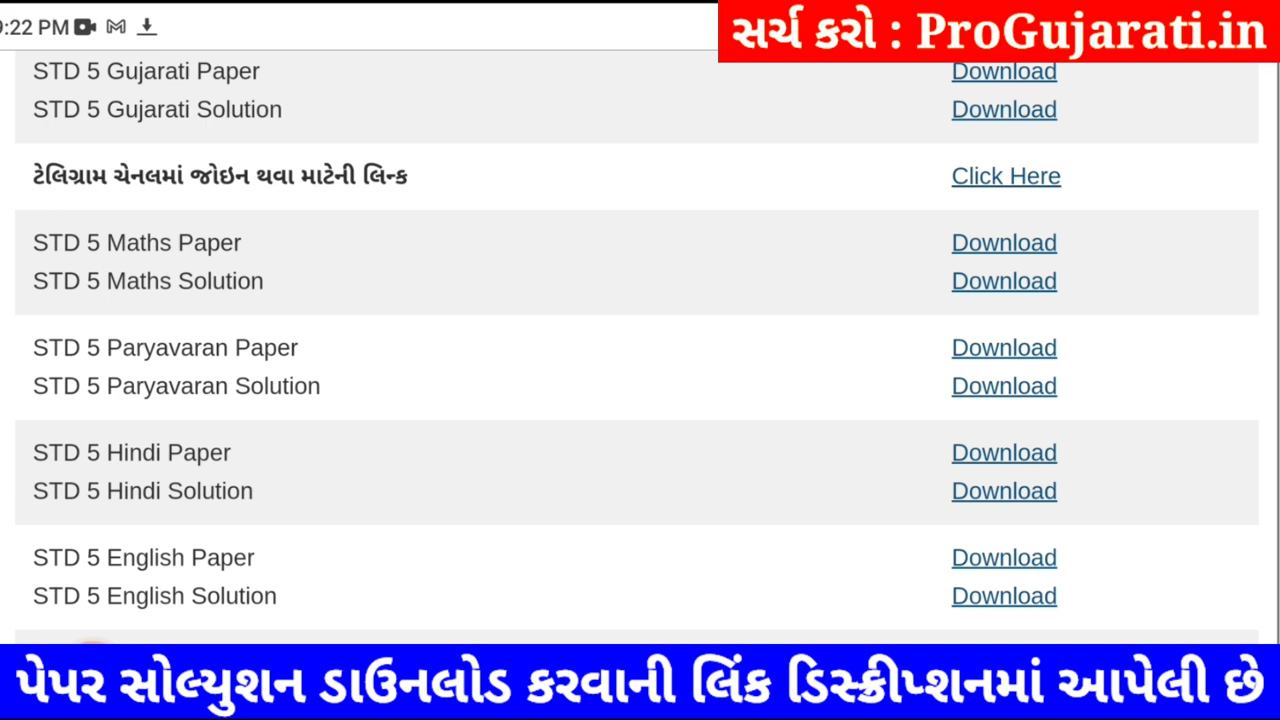 9:22 PM
સર્ચ કરો : ProGujarati.in
STD 5 Gujarati Paper Download
STD 5 Gujarati Solution Download
ટેલિગ્રામ ચેનલમાં જોઇન થવા માટેની લિન્ક Click Here
STD 5 Maths Paper Download
STD 5 Maths Solution Download
STD 5 Paryavaran Paper Download
STD 5 Paryavaran Solution Download
STD 5 Hindi Paper Download
STD 5 Hindi Solution Download
STD 5 English Paper Download
STD 5 English Solution Download
પેપર સોલ્યુશન ડાઉનલોડ કરવાની લિંક ડિસ્ક્રીપ્શનમાં આપેલી છે